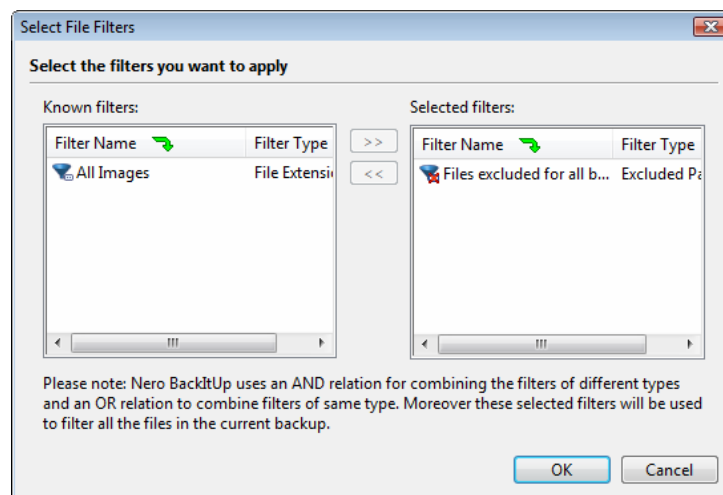 Select File Filters
Select the filters you want to apply
Known filters:
Filter Name Filter Type
All Images File Extensi
>>
<<
Selected filters:
Filter Name Filter Type
Files excluded for all b... Excluded Pa
Please note: Nero BackItUp uses an AND relation for combining the filters of different types
and an OR relation to combine filters of same type. Moreover these selected filters will be used
to filter all the files in the current backup.
OK Cancel